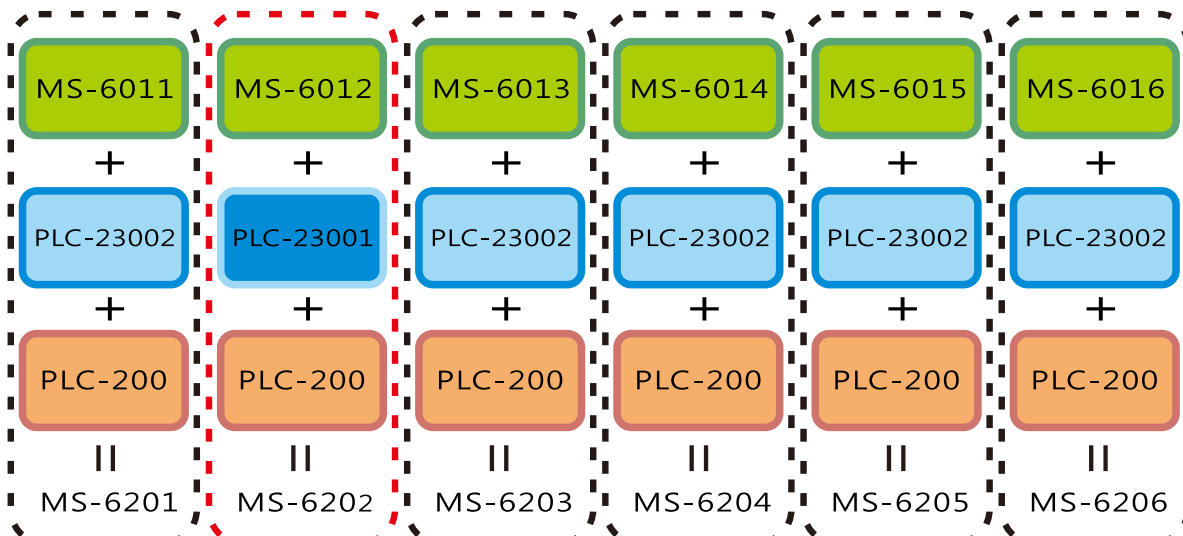 MS-6011 MS-6012 MS-6013 MS-6014 MS-6015 MS-6016
+ + + + + +
PLC-23002 PLC-23001 PLC-23002 PLC-23002 PLC-23002 PLC-23002
+ + + + + +
PLC-200 PLC-200 PLC-200 PLC-200 PLC-200 PLC-200
= = = = = =
MS-6201 MS-6202 MS-6203 MS-6204 MS-6205 MS-6206